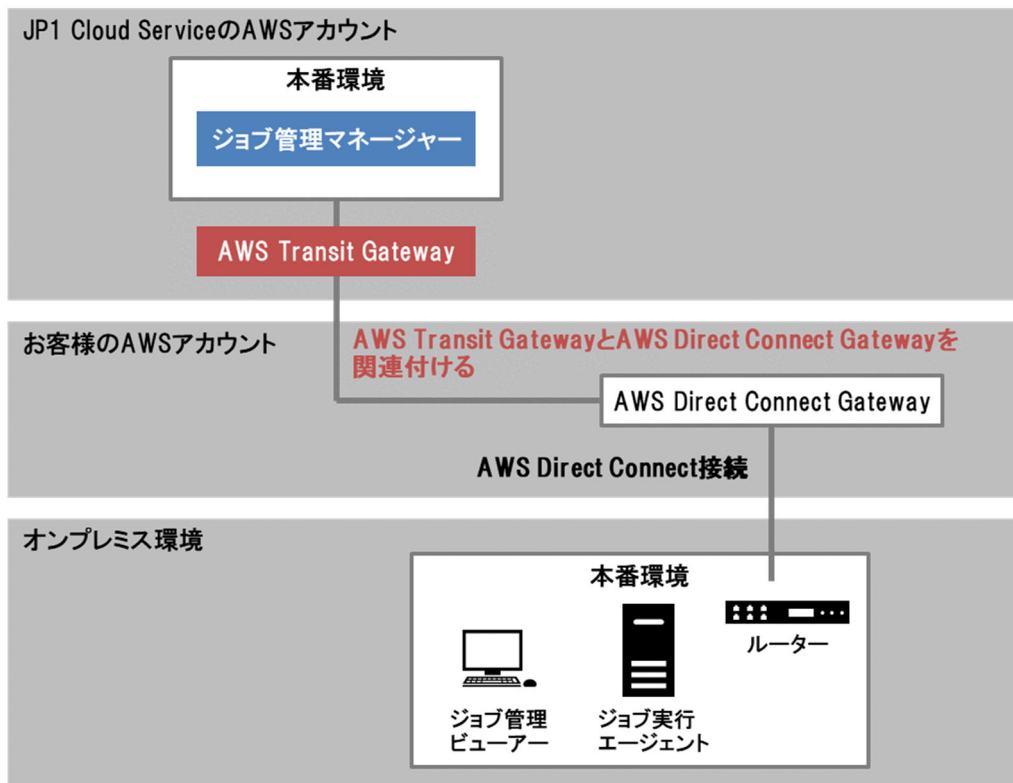 JP1 Cloud ServiceのAWSアカウント
本番環境
ジョブ管理マネージャー
AWS Transit Gateway
お客様のAWSアカウント
AWS Transit GatewayとAWS Direct Connect Gatewayを
関連付ける
AWS Direct Connect Gateway
AWS Direct Connect接続
オンプレミス環境
本番環境
ルーター
ジョブ管理
ビューアー
ジョブ実行
エージェント